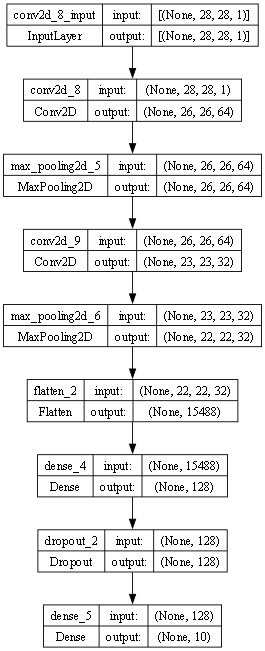 conv2d_8_input input: [(None, 28, 28, 1)]
InputLayer output: [(None, 28, 28, 1)]
conv2d_8 input: (None, 28, 28, 1)
Conv2D output: (None, 26, 26, 64)
max_pooling2d_5 input: (None, 26, 26, 64)
MaxPooling2D output: (None, 26, 26, 64)
conv2d_9 input: (None, 26, 26, 64)
Conv2D output: (None, 23, 23, 32)
max_pooling2d_6 input: (None, 23, 23, 32)
MaxPooling2D output: (None, 22, 22, 32)
flatten_2 input: (None, 22, 22, 32)
Flatten output: (None, 15488)
dense_4 input: (None, 15488)
Dense output: (None, 128)
dropout_2 input: (None, 128)
Dropout output: (None, 128)
dense_5 input: (None, 128)
Dense output: (None, 10)